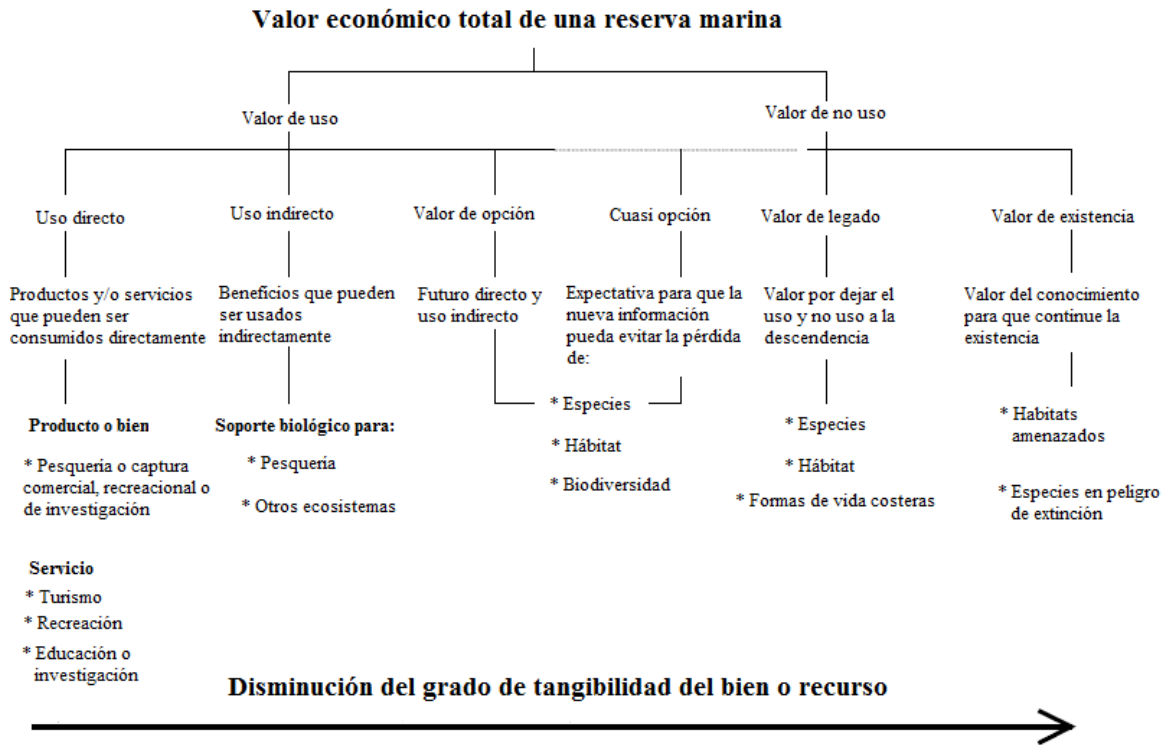 Valor económico total de una reserva marina
Valor de uso
Valor de no uso
Uso directo
Uso indirecto
Valor de opción
Cuasi opción
Valor de legado
Valor de existencia
Productos y/o servicios
que pueden ser
consumidos directamente
Beneficios que pueden
ser usados
indirectamente
Futuro directo y
uso indirecto
Expectativa para que la
nueva información
pueda evitar la pérdida
de:
Valor por dejar el
uso y no uso a la
descendencia
Valor del conocimiento
para que continue la
existencia
Producto o bien
* Pesquería o captura
comercial, recreacional o
de investigación
Servicio
* Turismo
* Recreación
* Educación o
investigación
Soporte biológico para:
* Pesquería
* Otros ecosistemas
* Especies
* Hábitat
* Biodiversidad
* Especies
* Hábitat
* Formas de vida costeras
* Habitats
amenazados
* Especies en peligro
de extinción
Disminución del grado de tangibilidad del bien o recurso